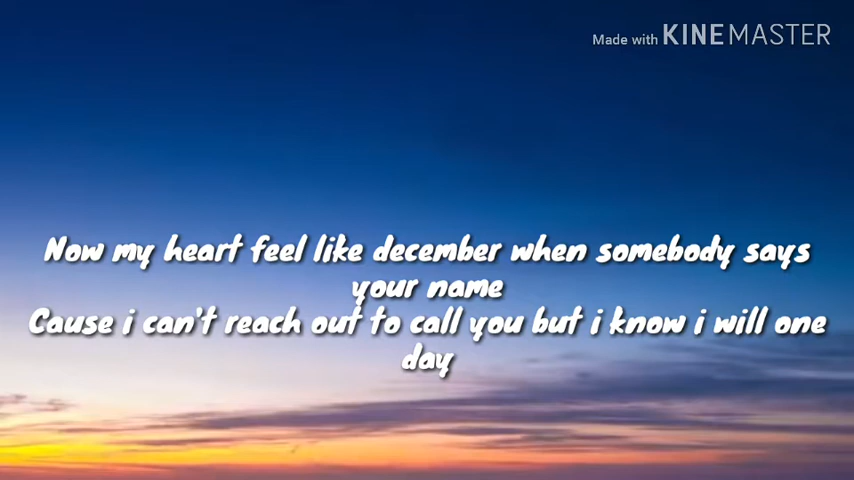 Made with KINEMASTER
Now my heart feel like december when somebody says
your name
Cause i can't reach out to call you but i know i will one
day